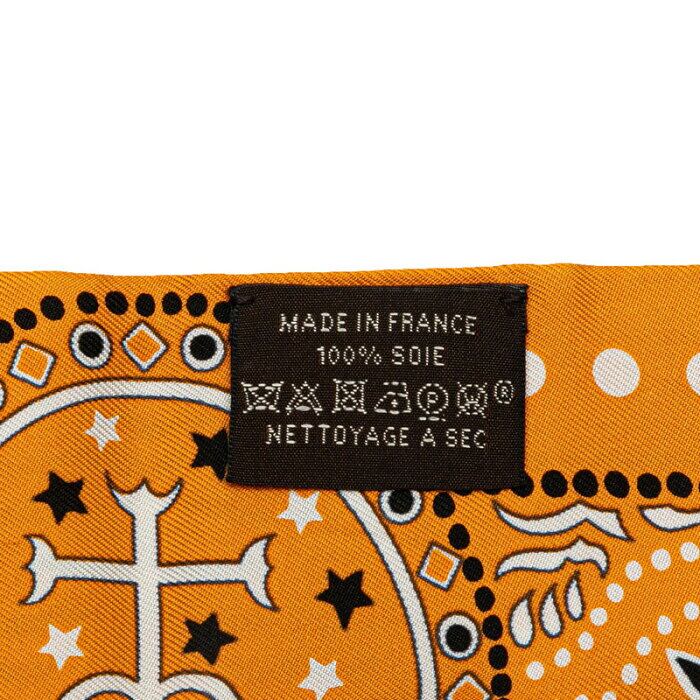 MADE IN FRANCE
100% SOIE
P ®
NETTOYAGE A SEC